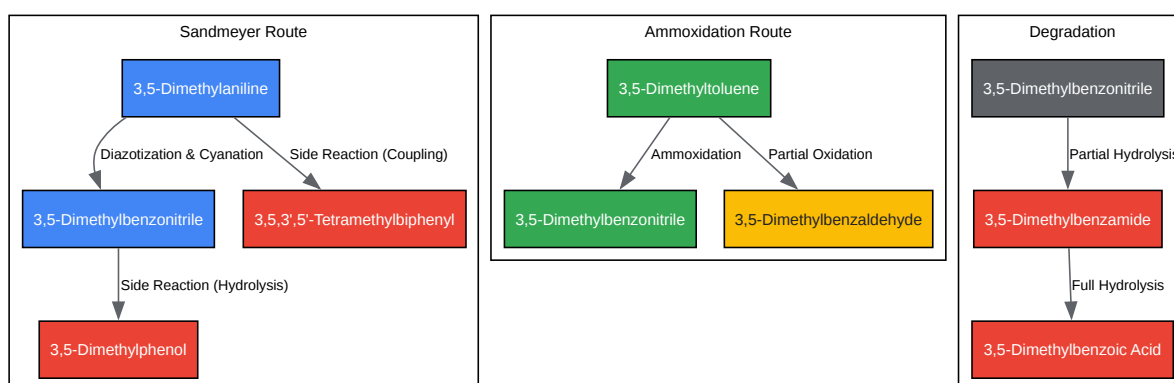 Sandmeyer Route
3,5-Dimethylaniline
Diazotization & Cyanation
Side Reaction (Coupling)
3,5-Dimethylbenzonitrile
3,5,3',5'-Tetramethylbiphenyl
Side Reaction (Hydrolysis)
3,5-Dimethylphenol
Ammoxidation Route
3,5-Dimethyltoluene
Ammoxidation
Partial Oxidation
3,5-Dimethylbenzonitrile
3,5-Dimethylbenzaldehyde
Degradation
3,5-Dimethylbenzonitrile
Partial Hydrolysis
3,5-Dimethylbenzamide
Full Hydrolysis
3,5-Dimethylbenzoic Acid